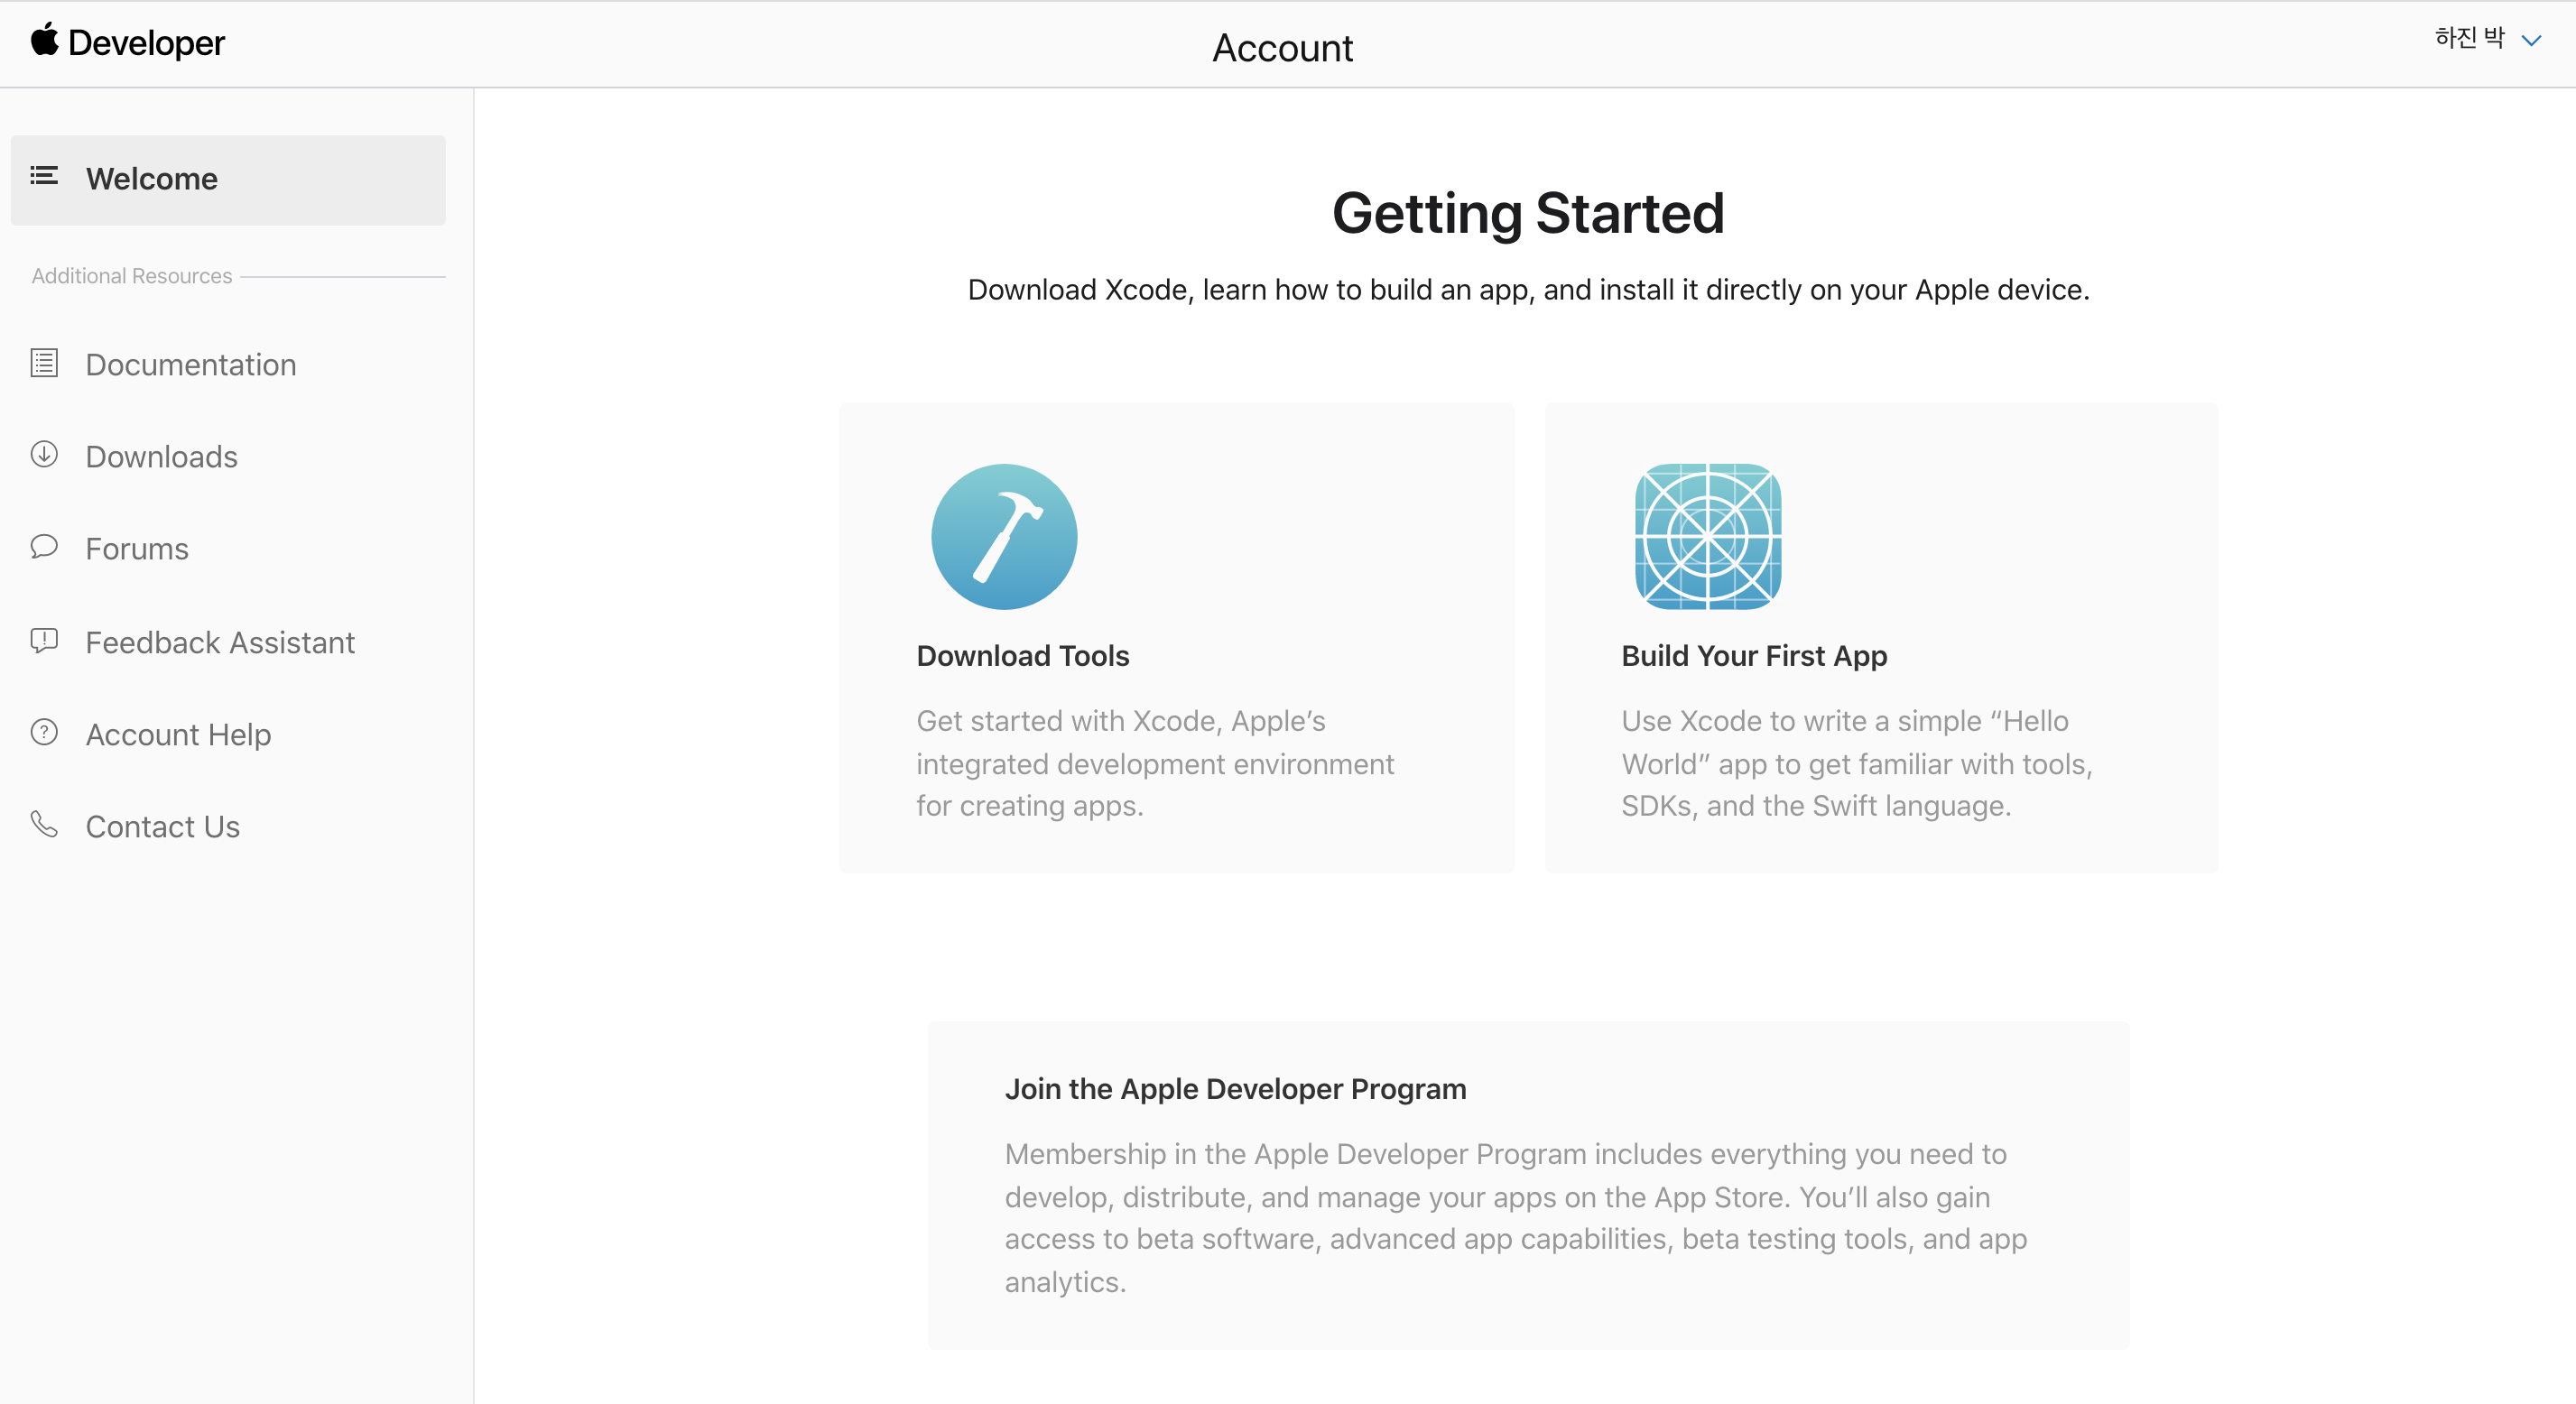 Developer
Account
하진 박
Welcome
Additional Resources
Documentation
Downloads
Forums
Feedback Assistant
Account Help
Contact Us
Getting Started
Download Xcode, learn how to build an app, and install it directly on your Apple device.
Download Tools
Get started with Xcode, Apple’s
integrated development environment
for creating apps.
Build Your First App
Use Xcode to write a simple “Hello
World” app to get familiar with tools,
SDKs, and the Swift language.
Join the Apple Developer Program
Membership in the Apple Developer Program includes everything you need to
develop, distribute, and manage your apps on the App Store. You’ll also gain
access to beta software, advanced app capabilities, beta testing tools, and app
analytics.